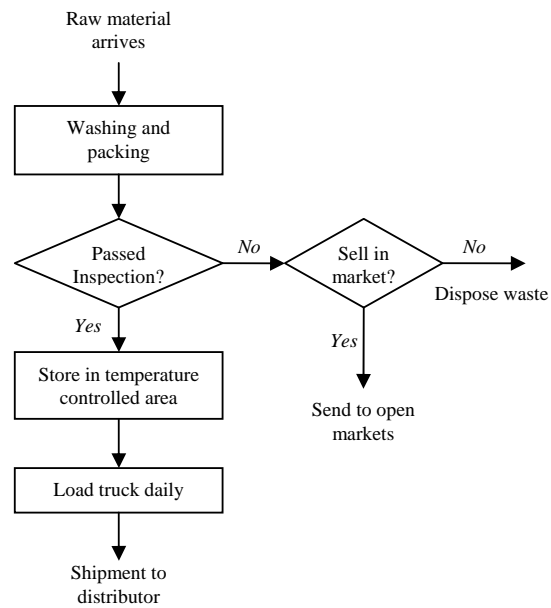 Raw material
arrives
Washing and
packing
Passed
Inspection?
No
Sell in
market?
No
Dispose waste
Yes
Yes
Store in temperature
controlled area
Send to open
markets
Load truck daily
Shipment to
distributor